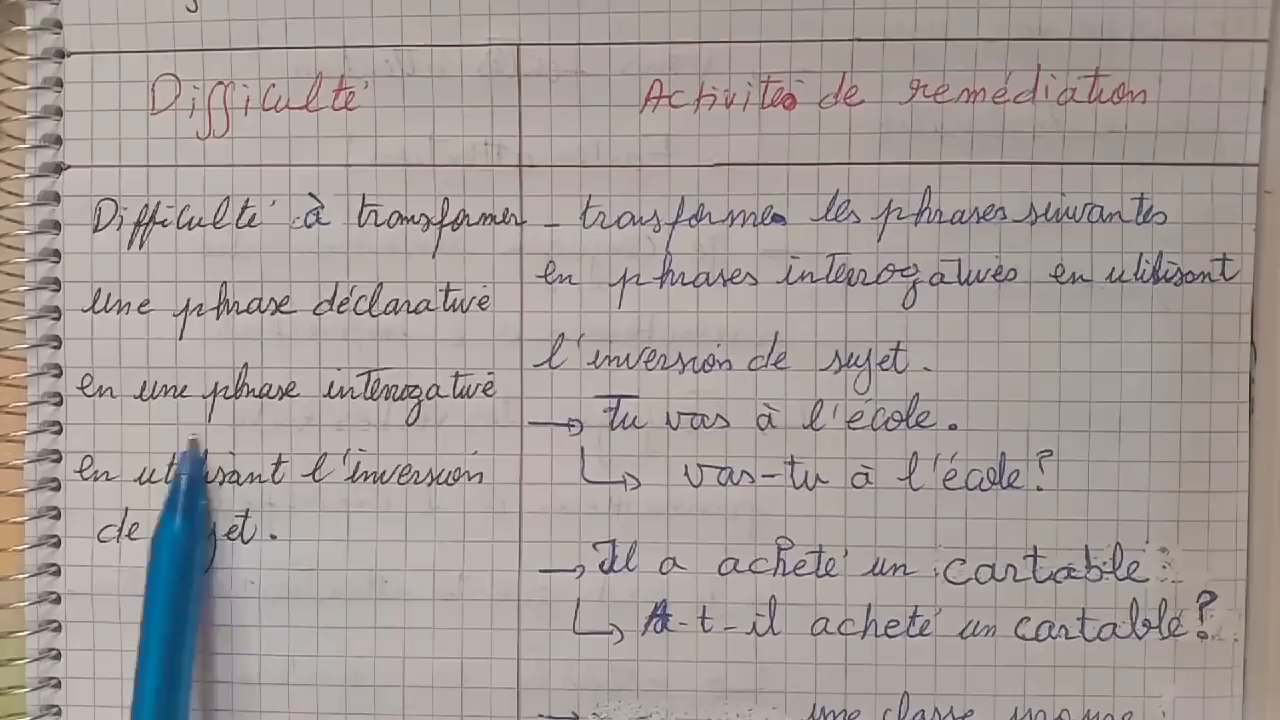 Difficulté
Activités de remédiation
Difficulté à transformer
une phrase déclarative
en une phrase interrogative
en utilisant l'inversion
de sujet.
- transformes les phrases suivantes
en phrases interrogatives en utilisant
l'inversion de sujet.
→ Tu vas à l'école.
↳ vas-tu à l'école?
→ Il a acheté un cartable.
↳ A-t-il acheté un cartable?
une classe